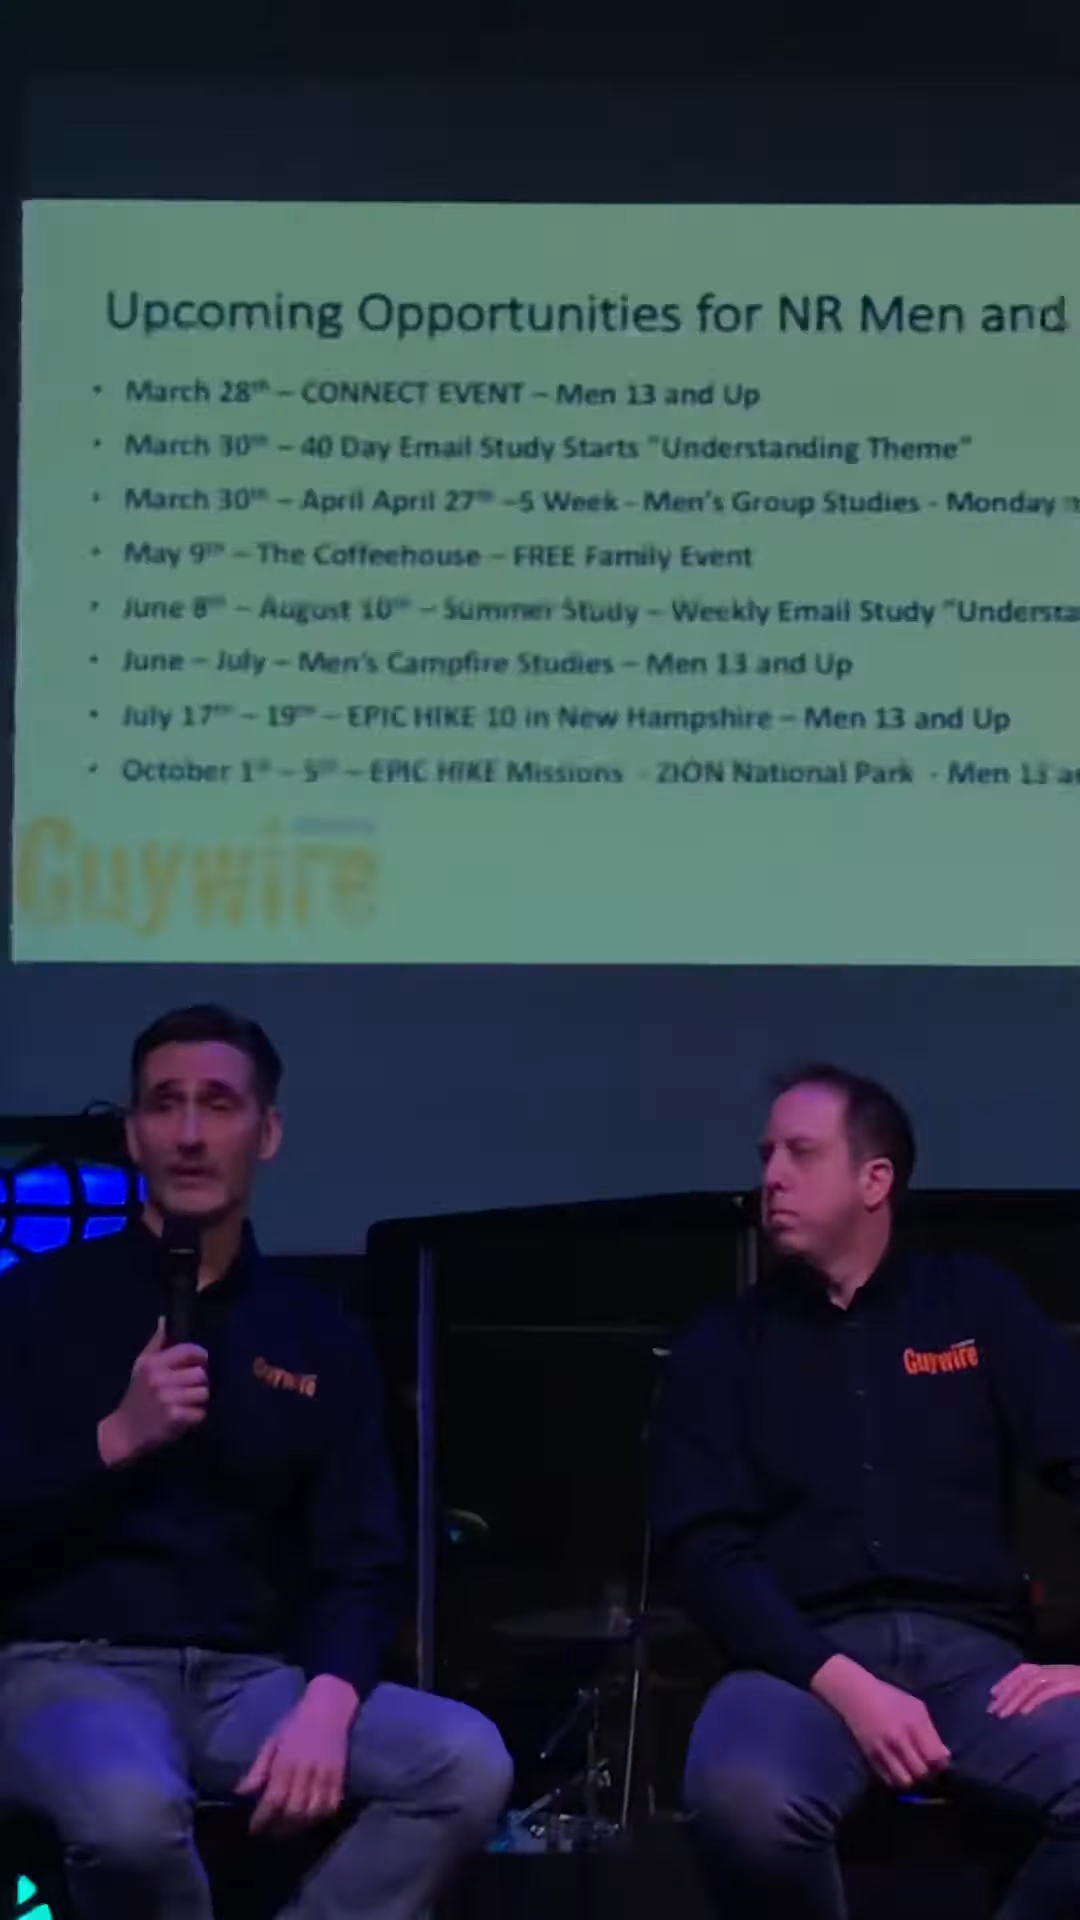 Upcoming Opportunities for NR Men and
• March 28th – CONNECT EVENT – Men 13 and Up
• March 30th – 40 Day Email Study Starts "Understanding Theme"
• March 30th – April April 27th –5 Week - Men's Group Studies - Monday
• May 9th – The Coffeehouse – FREE Family Event
• June 8th – August 10th – Summer Study – Weekly Email Study "Understa
• June – July – Men's Campfire Studies – Men 13 and Up
• July 17th – 19th – EPIC HIKE 10 in New Hampshire – Men 13 and Up
• October 1st – 5th – EPIC HIKE Missions - ZION National Park - Men 13
Guywire
Guywire
Guywire